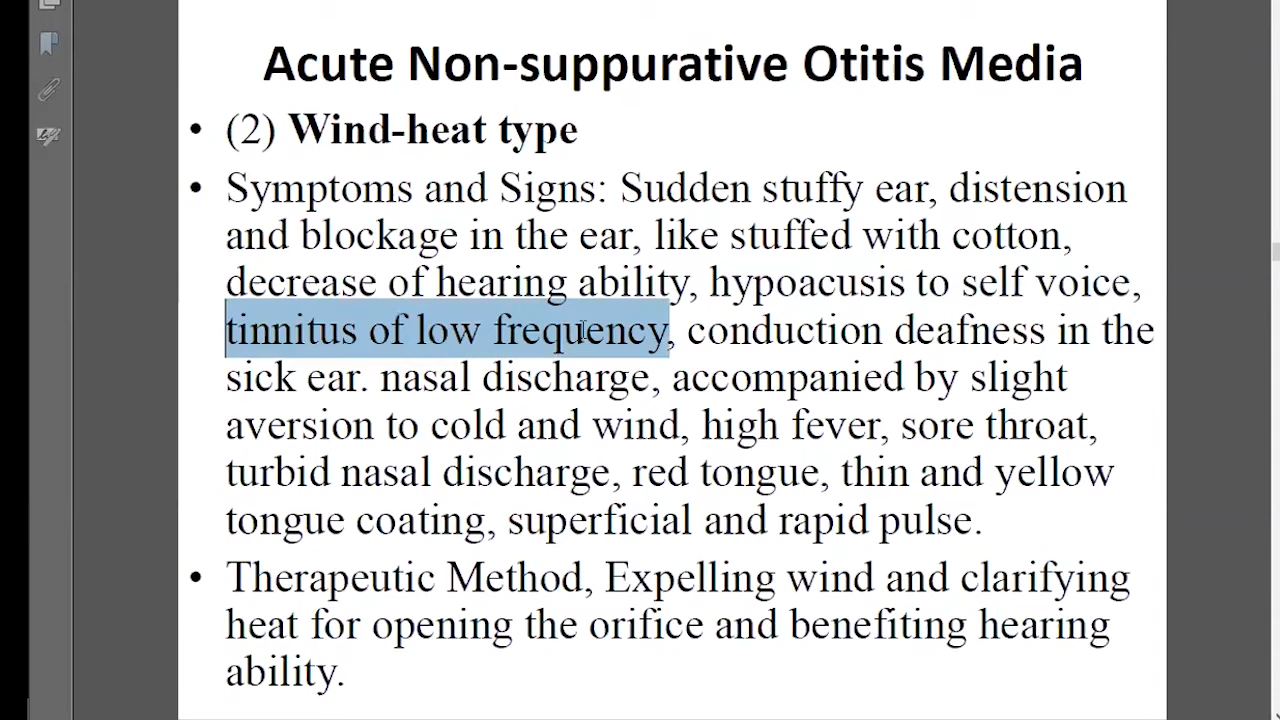 Acute Non-suppurative Otitis Media
• (2) Wind-heat type
• Symptoms and Signs: Sudden stuffy ear, distension
and blockage in the ear, like stuffed with cotton,
decrease of hearing ability, hypoacusis to self voice,
tinnitus of low frequency, conduction deafness in the
sick ear. nasal discharge, accompanied by slight
aversion to cold and wind, high fever, sore throat,
turbid nasal discharge, red tongue, thin and yellow
tongue coating, superficial and rapid pulse.
• Therapeutic Method, Expelling wind and clarifying
heat for opening the orifice and benefiting hearing
ability.